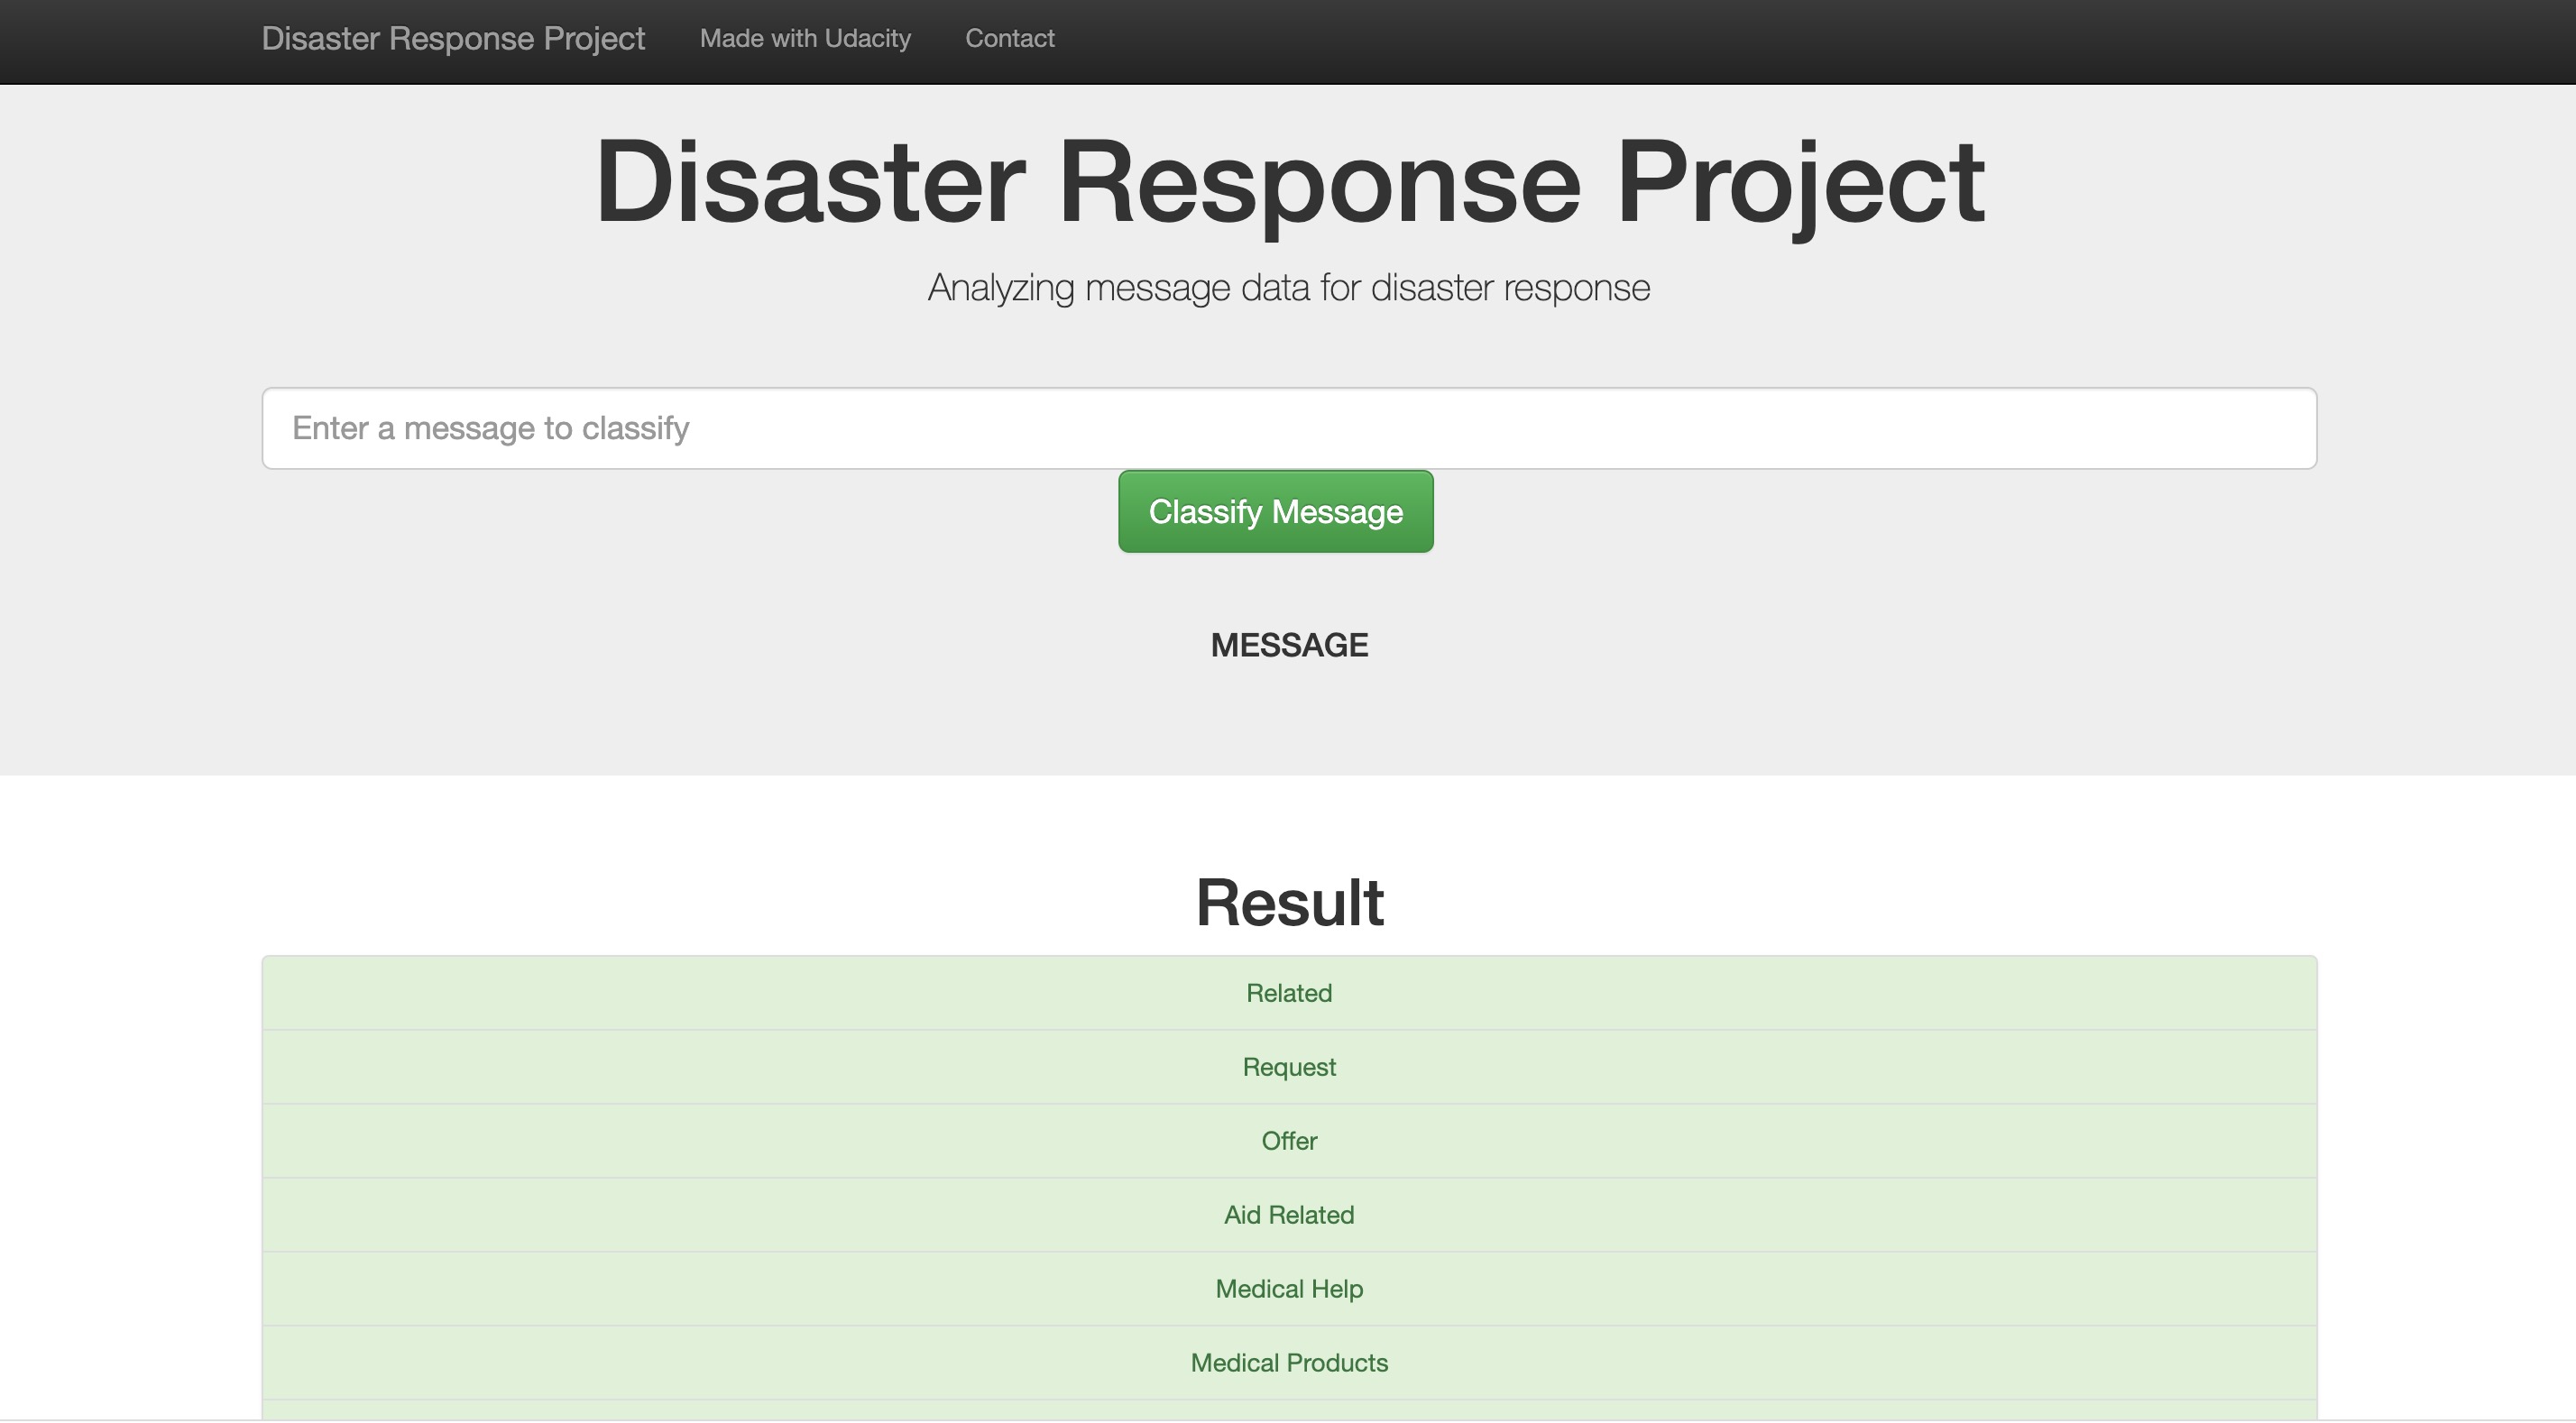 Disaster Response Project Made with Udacity Contact
Disaster Response Project
Analyzing message data for disaster response
Enter a message to classify
Classify Message
MESSAGE
Result
Related
Request
Offer
Aid Related
Medical Help
Medical Products